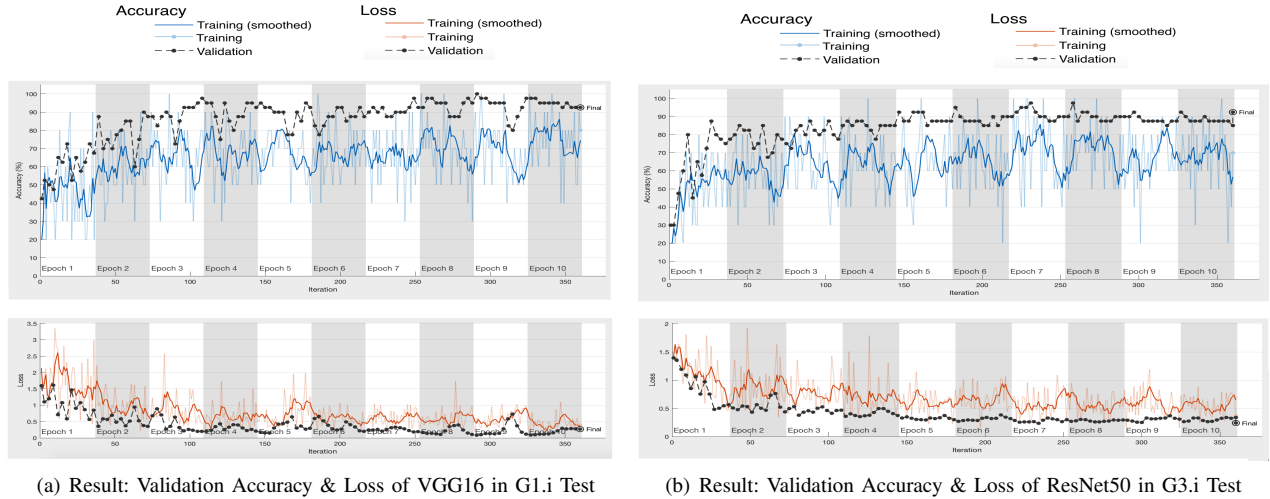 Accuracy
Loss
Training (smoothed)
Training (smoothed)
Training
Training
Validation
Validation
100
90
80
70
60
50
40
30
20
10
0
Accuracy (%)
Final
Epoch 1
Epoch 2
Epoch 3
Epoch 4
Epoch 5
Epoch 6
Epoch 7
Epoch 8
Epoch 9
Epoch 10
0
50
100
150
200
250
300
350
Iteration
3.5
3
2.5
2
1.5
1
0.5
0
Loss
Final
Epoch 1
Epoch 2
Epoch 3
Epoch 4
Epoch 5
Epoch 6
Epoch 7
Epoch 8
Epoch 9
Epoch 10
0
50
100
150
200
250
300
350
Iteration
(a) Result: Validation Accuracy & Loss of VGG16 in G1.i Test
Accuracy
Loss
Training (smoothed)
Training (smoothed)
Training
Training
Validation
Validation
100
90
80
70
60
50
40
30
20
10
0
Accuracy (%)
Final
Epoch 1
Epoch 2
Epoch 3
Epoch 4
Epoch 5
Epoch 6
Epoch 7
Epoch 8
Epoch 9
Epoch 10
0
50
100
150
200
250
300
350
Iteration
2
1.5
1
0.5
0
Loss
Final
Epoch 1
Epoch 2
Epoch 3
Epoch 4
Epoch 5
Epoch 6
Epoch 7
Epoch 8
Epoch 9
Epoch 10
0
50
100
150
200
250
300
350
Iteration
(b) Result: Validation Accuracy & Loss of ResNet50 in G3.i Test